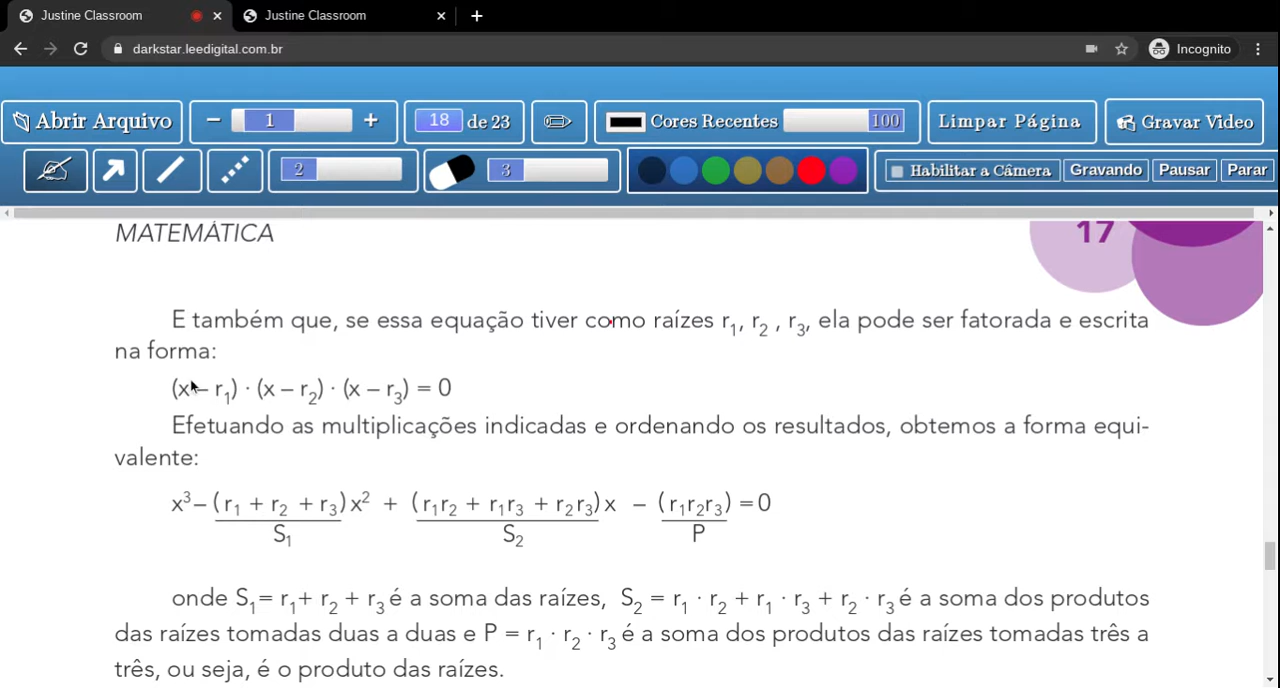 Justine Classroom
Justine Classroom
darkstar.leedigital.com.br
Incognito
Abrir Arquivo
− 1 +
18 de 23
Cores Recentes 100
Limpar Página
Gravar Video
2
3
Habilitar a Câmera
Gravando
Pausar
Parar
MATEMÁTICA
17
E também que, se essa equação tiver como raízes r₁, r₂ , r₃, ela pode ser fatorada e escrita
na forma:
(x – r₁) · (x – r₂) · (x – r₃) = 0
Efetuando as multiplicações indicadas e ordenando os resultados, obtemos a forma equi-
valente:
x³ – (r₁ + r₂ + r₃)x² + (r₁r₂ + r₁r₃ + r₂r₃)x – (r₁r₂r₃) = 0
S₁ S₂ P
onde S₁= r₁+ r₂ + r₃ é a soma das raízes, S₂ = r₁ · r₂ + r₁ · r₃ + r₂ · r₃ é a soma dos produtos
das raízes tomadas duas a duas e P = r₁ · r₂ · r₃ é a soma dos produtos das raízes tomadas três a
três, ou seja, é o produto das raízes.